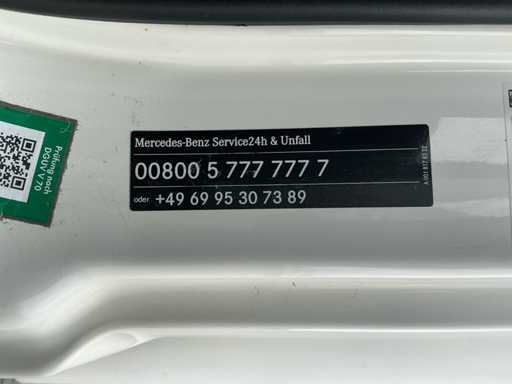 Mercedes-Benz Service24h & Unfall
00800 5 777 777 7
oder +49 69 95 30 73 89
Prüfung nach
DGUV V70